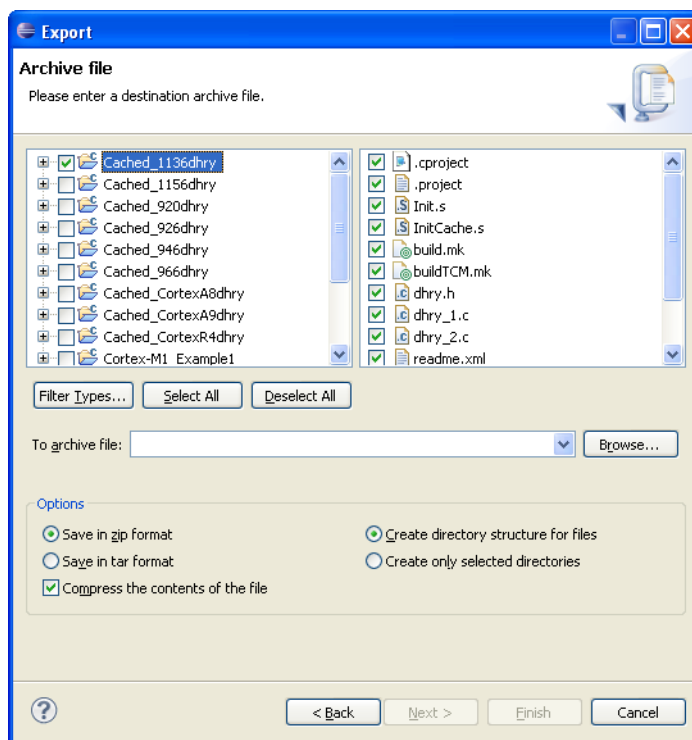 Export
Archive file
Please enter a destination archive file.
Cached_1136dhry
Cached_1156dhry
Cached_920dhry
Cached_926dhry
Cached_946dhry
Cached_966dhry
Cached_CortexA8dhry
Cached_CortexA9dhry
Cached_CortexR4dhry
Cortex-M1_Example1
.cproject
.project
Init.s
InitCache.s
build.mk
buildTCM.mk
dhry.h
dhry_1.c
dhry_2.c
readme.xml
Filter Types... Select All Deselect All
To archive file: Browse...
Options
Save in zip format Create directory structure for files
Save in tar format Create only selected directories
Compress the contents of the file
? < Back Next > Finish Cancel